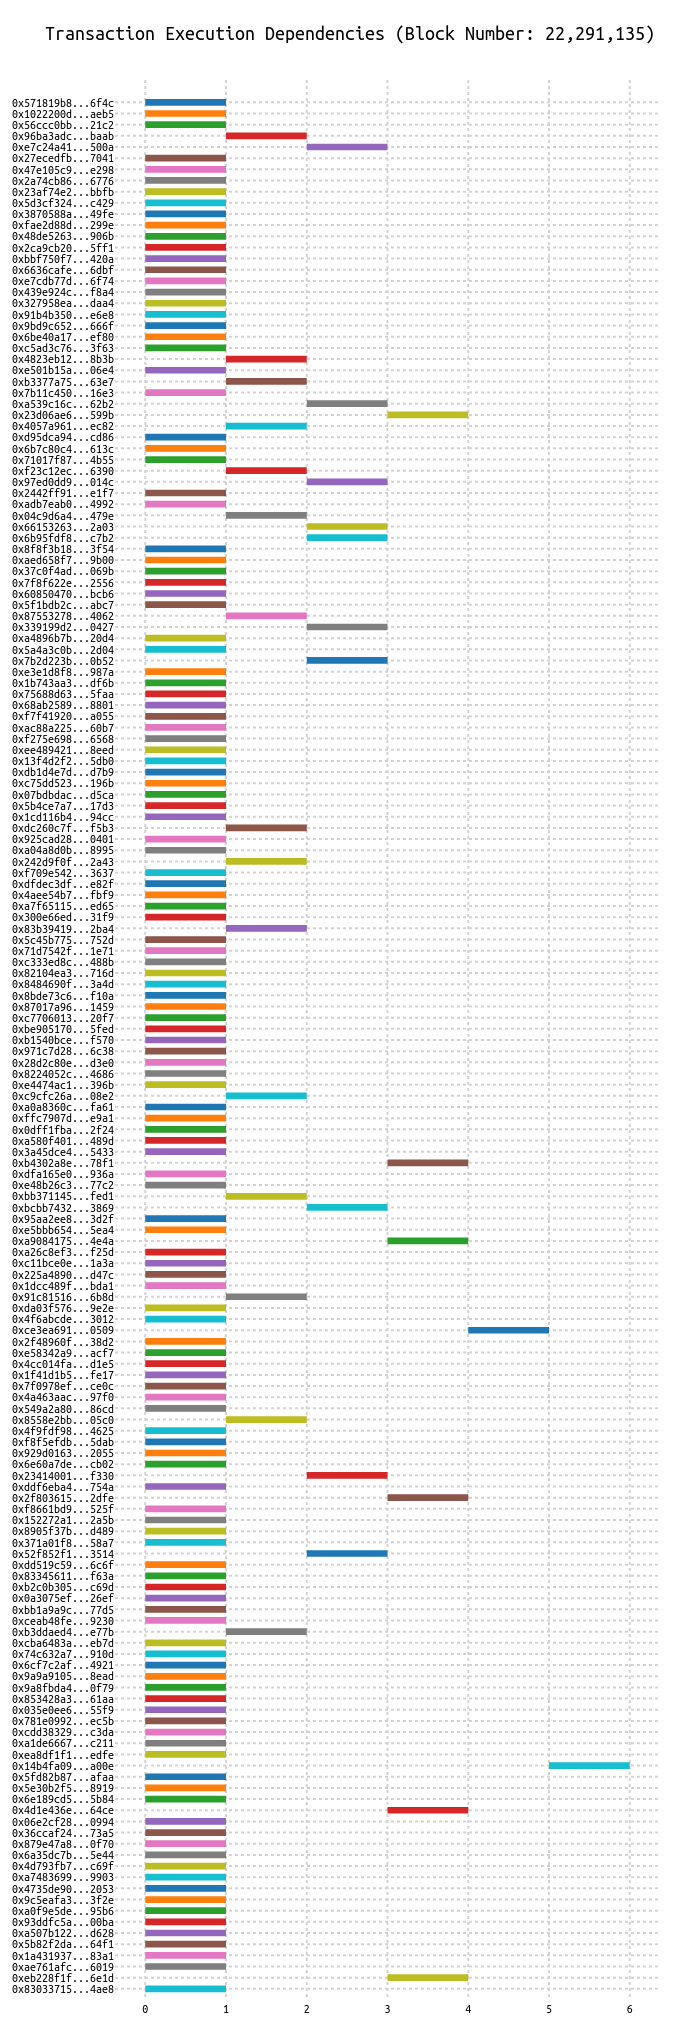 Transaction Execution Dependencies (Block Number: 22,291,135)
0x571819b8...6f4c
0x1022200d...aeb5
0x56ccc0bb...21c2
0x96ba3adc...baab
0xe7c24a41...500a
0x27ecedfb...7041
0x47e105c9...e298
0x2a74cb86...6776
0x23af74e2...bbfb
0x5d3cf324...c429
0x3870588a...49fe
0xfae2d88d...299e
0x48de5263...906b
0x2ca9cb20...5ff1
0xbbf750f7...420a
0x6636cafe...6dbf
0xe7cdb77d...6f74
0x439e924c...f8a4
0x327958ea...daa4
0x91b4b350...e6e8
0x9bd9c652...666f
0x6be40a17...ef80
0xc5ad3c76...3f63
0x4823eb12...8b3b
0xe501b15a...06e4
0xb3377a75...63e7
0x7b11c450...16e3
0xa539c16c...62b2
0x23d06ae6...599b
0x4057a961...ec82
0xd95dca94...cd86
0x6b7c80c4...613c
0x71017f87...4b55
0xf23c12ec...6390
0x97ed0dd9...014c
0x2442ff91...e1f7
0xadb7eab0...4992
0x04c9d6a4...479e
0x66153263...2a03
0x6b95fdf8...c7b2
0x8f8f3b18...3f54
0xaed658f7...9b00
0x37c0f4ad...069b
0x7f8f622e...2556
0x60850470...bcb6
0x5f1bdb2c...abc7
0x87553278...4062
0x339199d2...0427
0xa4896b7b...20d4
0x5a4a3c0b...2d04
0x7b2d223b...0b52
0xe3e1d8f8...987a
0x1b743aa3...df6b
0x75688d63...5faa
0x68ab2589...8801
0xf7f41920...a055
0xac88a225...60b7
0xf275e698...6568
0xee489421...8eed
0x13f4d2f2...5db0
0xdb1d4e7d...d7b9
0xc75dd523...196b
0x07bdbdac...d5ca
0x5b4ce7a7...17d3
0x1cd116b4...94cc
0xdc260c7f...f5b3
0x925cad28...0401
0xa04a8d0b...8995
0x242d9f0f...2a43
0xf709e542...3637
0xdfdec3df...e82f
0x4aee54b7...fbf9
0xa7f65115...ed65
0x300e66ed...31f9
0x83b39419...2ba4
0x5c45b775...752d
0x71d7542f...1e71
0xc333ed8c...488b
0x82104ea3...716d
0x8484690f...3a4d
0x8bde73c6...f10a
0x87017a96...1459
0xc7706013...20f7
0xbe905170...5fed
0xb1540bce...f570
0x971c7d28...6c38
0x28d2c80e...d3e0
0x8224052c...4686
0xe4474ac1...396b
0xc9cfc26a...08e2
0xa0a8360c...fa61
0xffc7907d...e9a1
0x0dff1fba...2f24
0xa580f401...489d
0x3a45dce4...5433
0xb4302a8e...78f1
0xdfa165e0...936a
0xe48b26c3...77c2
0xbb371145...fed1
0xbcbb7432...3869
0x95aa2ee8...3d2f
0xe5bbb654...5ea4
0xa9084175...4e4a
0xa26c8ef3...f25d
0xc11bce0e...1a3a
0x225a4890...d47c
0x1dcc489f...bda1
0x91c81516...6b8d
0xda03f576...9e2e
0x4f6abcde...3012
0xce3ea691...0509
0x2f48960f...38d2
0xe58342a9...acf7
0x4cc014fa...d1e5
0x1f41d1b5...fe17
0x7f0978ef...ce0c
0x4a463aac...97f0
0x549a2a80...86cd
0x8558e2bb...05c0
0x4f9fdf98...4625
0xf8f5efdb...5dab
0x929d0163...2055
0x6e60a7de...cb02
0x23414001...f330
0xddf6eba4...754a
0x2f803615...2dfe
0xf8661bd9...525f
0x152272a1...2a5b
0x8905f37b...d489
0x371a01f8...58a7
0x52f852f1...3514
0xdd519c59...6c6f
0x83345611...f63a
0xb2c0b305...c69d
0x0a3075ef...26ef
0xbb1a9a9c...77d5
0xceab48fe...9230
0xb3ddaed4...e77b
0xcba6483a...eb7d
0x74c632a7...910d
0x6cf7c2af...4921
0x9a9a9105...8ead
0x9a8fbda4...0f79
0x853428a3...61aa
0x035e0ee6...55f9
0x781e0992...ec5b
0xcdd38329...c3da
0xa1de6667...c211
0xea8df1f1...edfe
0x14b4fa09...a00e
0x5fd82b87...afaa
0x5e30b2f5...8919
0x6e189cd5...5b84
0x4d1e436e...64ce
0x06e2cf28...0994
0x36ccaf24...73a5
0x879e47a8...0f70
0x6a35dc7b...5e44
0x4d793fb7...c69f
0xa7483699...9903
0x4735de90...2053
0x9c5eafa3...3f2e
0xa0f9e5de...95b6
0x93ddfc5a...00ba
0xa507b122...d628
0x5b82f2da...64f1
0x1a431937...83a1
0xae761afc...6019
0xeb228f1f...6e1d
0x83033715...4ae8
0 1 2 3 4 5 6